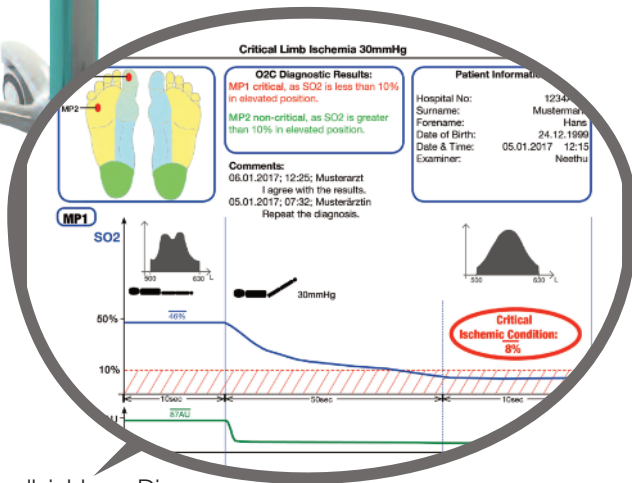 Critical Limb Ischemia 30mmHg
MP2
O2C Diagnostic Results:
MP1 critical, as SO2 is less than 10%
in elevated position.
MP2 non-critical, as SO2 is greater
than 10% in elevated position.
Patient Information
Hospital No: 1234
Surname: Mustermann
Forename: Hans
Date of Birth: 24.12.1999
Date & Time: 05.01.2017 12:15
Examiner: Neethu
Comments:
06.01.2017; 12:25; Musterarzt
I agree with the results.
05.01.2017; 07:32; Musterärztin
Repeat the diagnosis.
MP1
SO2
500 630 L
500 630 L
30mmHg
50%
46%
Critical
Ischemic Condition:
8%
10%
10sec 50sec 10sec
AU
87AU